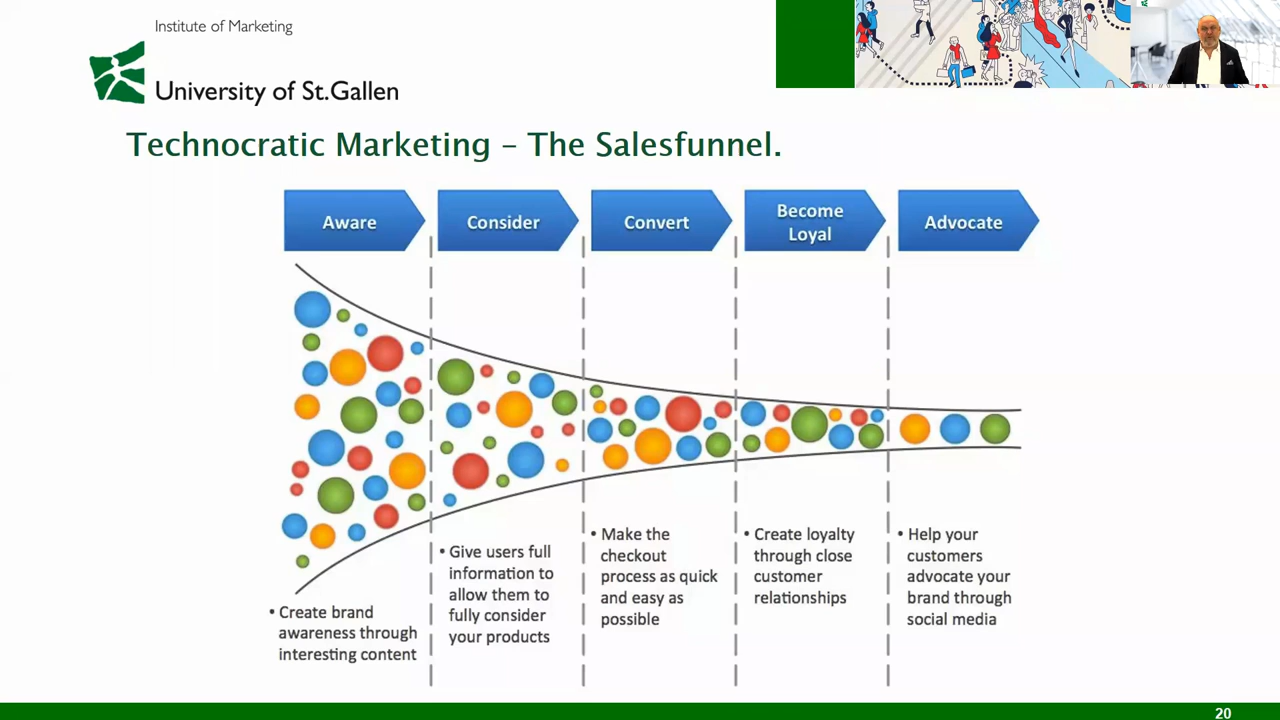 Institute of Marketing
University of St.Gallen
Technocratic Marketing – The Salesfunnel.
Aware
Consider
Convert
Become
Loyal
Advocate
• Create brand
awareness through
interesting content
• Give users full
information to
allow them to
fully consider
your products
• Make the
checkout
process as quick
and easy as
possible
• Create loyalty
through close
customer
relationships
• Help your
customers
advocate your
brand through
social media
20